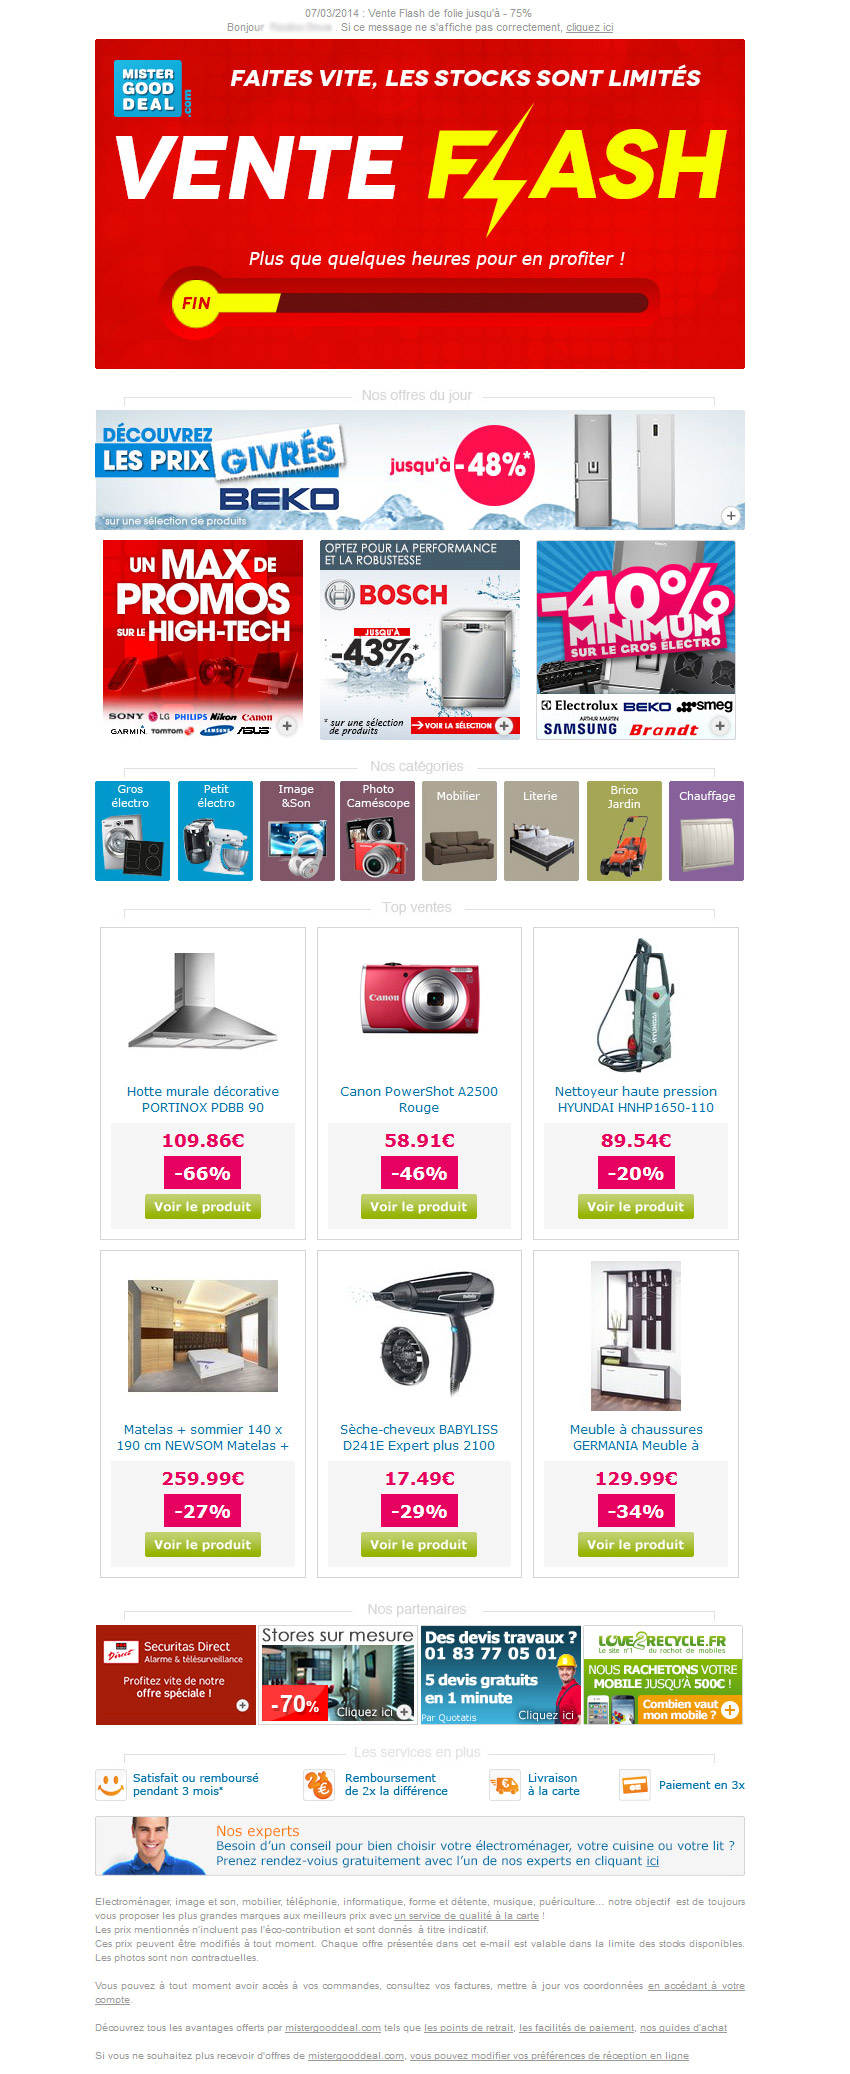 07/03/2014 : Vente Flash de folie jusqu'à - 75%
Bonjour . Si ce message ne s'affiche pas correctement, cliquez ici
MISTER GOOD DEAL .com
FAITES VITE, LES STOCKS SONT LIMITÉS
VENTE FLASH
Plus que quelques heures pour en profiter !
FIN
Nos offres du jour
DÉCOUVREZ
LES PRIX GIVRÉS
BEKO
jusqu'à -48%*
*sur une sélection de produits
UN MAX DE
PROMOS
SUR LE HIGH-TECH
SONY LG PHILIPS Nikon Canon
GARMIN TOMTOM SAMSUNG ASUS
OPTEZ POUR LA PERFORMANCE
ET LA ROBUSTESSE
BOSCH
JUSQU'À
-43%*
* sur une sélection
de produits
VOIR LA SÉLECTION
-40%
MINIMUM
SUR LE GROS ÉLECTRO
Electrolux BEKO smeg
ARTHUR MARTIN
SAMSUNG Brandt
Nos catégories
Gros
électro
Petit
électro
Image
&Son
Photo
Caméscope
Mobilier
Literie
Brico
Jardin
Chauffage
Top ventes
Canon
HYUNDAI
Hotte murale décorative
PORTINOX PDBB 90
109.86€
-66%
Voir le produit
Canon PowerShot A2500
Rouge
58.91€
-46%
Voir le produit
Nettoyeur haute pression
HYUNDAI HNHP1650-110
89.54€
-20%
Voir le produit
Matelas + sommier 140 x
190 cm NEWSOM Matelas +
259.99€
-27%
Voir le produit
Sèche-cheveux BABYLISS
D241E Expert plus 2100
17.49€
-29%
Voir le produit
Meuble à chaussures
GERMANIA Meuble à
129.99€
-34%
Voir le produit
Nos partenaires
Direct
Securitas Direct
Alarme & télésurveillance
Profitez vite de notre
offre spéciale !
Stores sur mesure
-70%
Cliquez ici
Des devis travaux ?
01 83 77 05 01
5 devis gratuits
en 1 minute
Par Quotatis
Cliquez ici
LOVE2RECYCLE.FR
Le site n°1 du rachat de mobiles
NOUS RACHETONS VOTRE
MOBILE JUSQU'À 500€ !
Combien vaut
mon mobile ?
Les services en plus
Satisfait ou remboursé
pendant 3 mois*
Remboursement
de 2x la différence
Livraison
à la carte
Paiement en 3x
Nos experts
Besoin d'un conseil pour bien choisir votre électroménager, votre cuisine ou votre lit ?
Prenez rendez-voius gratuitement avec l'un de nos experts en cliquant ici
Electroménager, image et son, mobilier, téléphonie, informatique, forme et détente, musique, puériculture... notre objectif est de toujours
vous proposer les plus grandes marques aux meilleurs prix avec un service de qualité à la carte !
Les prix mentionnés n'incluent pas l'éco-contribution et sont donnés à titre indicatif.
Ces prix peuvent être modifiés à tout moment. Chaque offre présentée dans cet e-mail est valable dans la limite des stocks disponibles.
Les photos sont non contractuelles.
Vous pouvez à tout moment avoir accès à vos commandes, consultez vos factures, mettre à jour vos coordonnées en accédant à votre
compte.
Découvrez tous les avantages offerts par mistergooddeal.com tels que les points de retrait, les facilités de paiement, nos guides d'achat
Si vous ne souhaitez plus recevoir d'offres de mistergooddeal.com, vous pouvez modifier vos préférences de réception en ligne